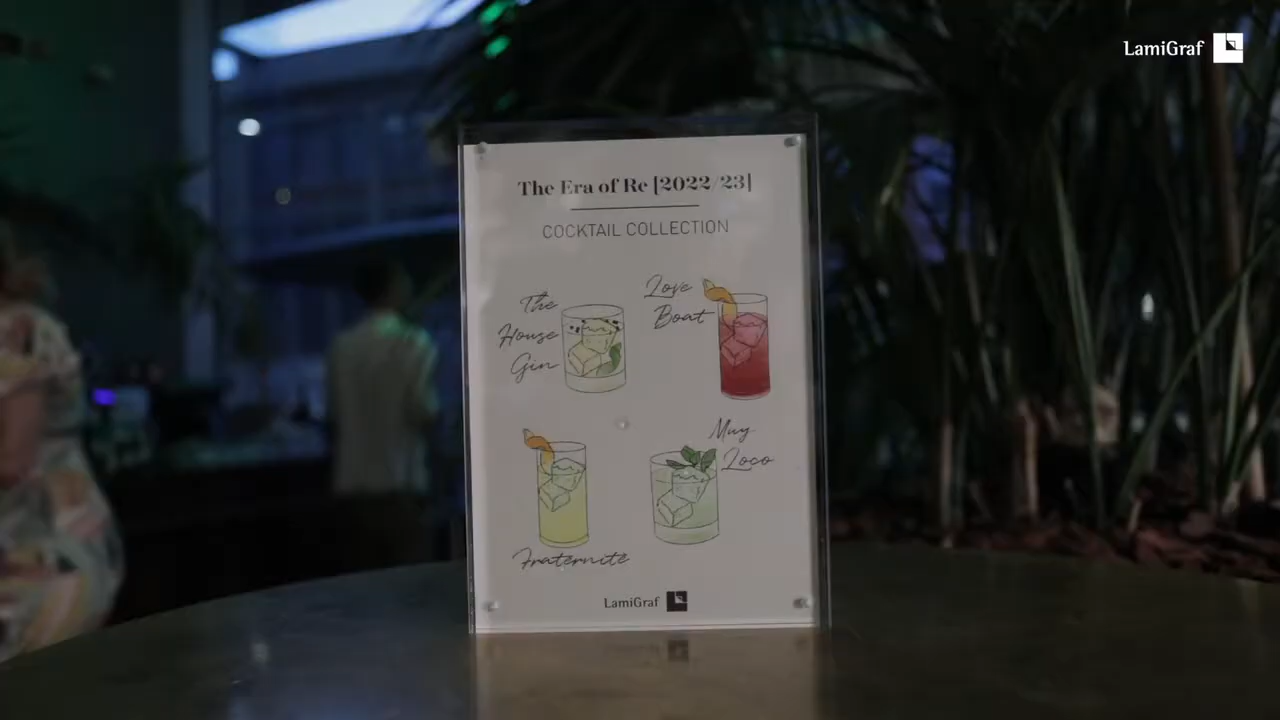 LamiGraf
The Era of Re [2022/23]
COCKTAIL COLLECTION
The
House
Gin
Love
Boat
Fraternité
Muy
Loco
LamiGraf